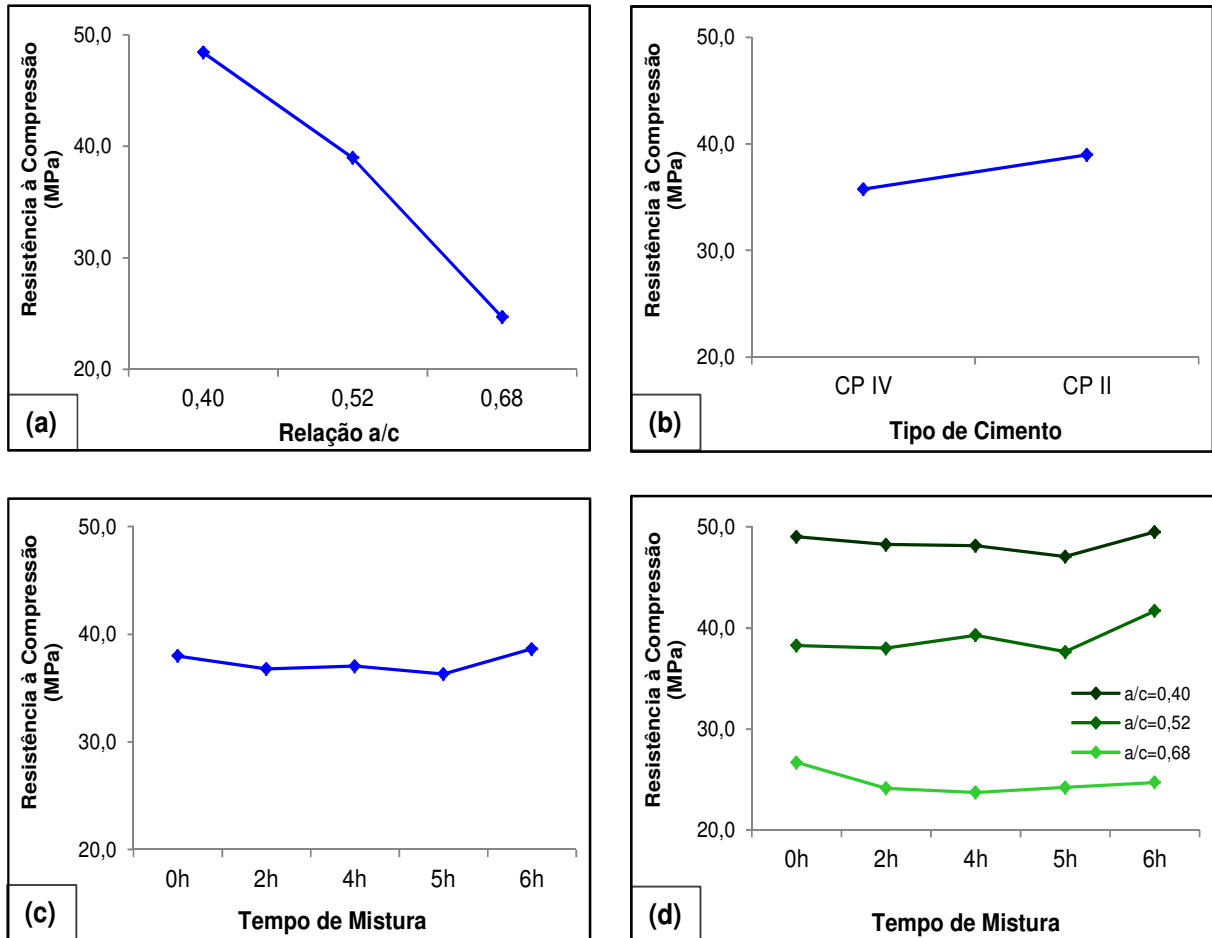 Resistência à Compressão
(MPa)
50,0
40,0
30,0
20,0
0,40 0,52 0,68
Relação a/c
(a)
Resistência à Compressão
(MPa)
50,0
40,0
30,0
20,0
CP IV CP II
Tipo de Cimento
(b)
Resistência à Compressão
(MPa)
50,0
40,0
30,0
20,0
0h 2h 4h 5h 6h
Tempo de Mistura
(c)
Resistência à Compressão
(MPa)
50,0
40,0
30,0
20,0
a/c=0,40
a/c=0,52
a/c=0,68
0h 2h 4h 5h 6h
Tempo de Mistura
(d)